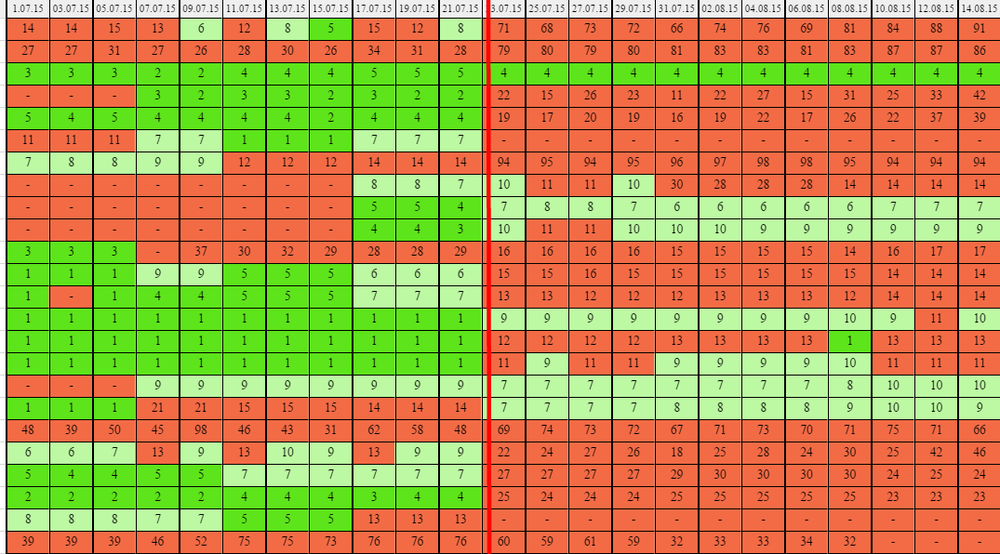 1.07.15 03.07.15 05.07.15 07.07.15 09.07.15 11.07.15 13.07.15 15.07.15 17.07.15 19.07.15 21.07.15 3.07.15 25.07.15 27.07.15 29.07.15 31.07.15 02.08.15 04.08.15 06.08.15 08.08.15 10.08.15 12.08.15 14.08.15
14 14 15 13 6 12 8 5 15 12 8 71 68 73 72 66 74 76 69 81 84 88 91
27 27 31 27 26 28 30 26 34 31 28 79 80 79 80 81 83 83 81 83 87 87 86
3 3 3 2 2 4 4 4 5 5 5 4 4 4 4 4 4 4 4 4 4 4 4
- - - 3 2 3 3 2 3 2 2 22 15 26 23 11 22 27 15 31 25 33 42
5 4 5 4 4 4 4 2 4 4 4 19 17 20 19 16 19 22 17 26 22 37 39
11 11 11 7 7 1 1 1 7 7 7 - - - - - - - - - - - -
7 8 8 9 9 12 12 12 14 14 14 94 95 94 95 96 97 98 98 95 94 94 94
- - - - - - - - 8 8 7 10 11 11 10 30 28 28 28 14 14 14 14
- - - - - - - - 5 5 4 7 8 8 7 6 6 6 6 6 7 7 7
- - - - - - - - 4 4 3 10 11 11 10 10 10 9 9 9 9 9 9
3 3 3 - 37 30 32 29 28 28 29 16 16 16 16 15 15 15 15 14 16 17 17
1 1 1 9 9 5 5 5 6 6 6 15 15 16 15 15 15 15 15 15 14 14 14
1 - 1 4 4 5 5 5 7 7 7 13 13 12 12 12 13 13 13 12 14 14 14
1 1 1 1 1 1 1 1 1 1 1 9 9 9 9 9 9 9 9 10 9 11 10
1 1 1 1 1 1 1 1 1 1 1 12 12 12 12 13 13 13 13 1 13 13 13
1 1 1 1 1 1 1 1 1 1 1 11 9 11 11 9 9 9 9 10 11 11 11
- - - 9 9 9 9 9 9 9 9 7 7 7 7 7 7 7 7 8 10 10 10
1 1 1 21 21 15 15 15 14 14 14 7 7 7 7 8 8 8 8 9 10 10 9
48 39 50 45 98 46 43 31 62 58 48 69 74 73 72 67 71 73 70 71 75 71 66
6 6 7 13 9 13 10 9 13 9 9 22 24 27 26 18 25 28 24 30 25 42 46
5 4 4 5 5 7 7 7 7 7 7 27 27 27 27 29 30 30 30 30 24 25 24
2 2 2 2 2 4 4 4 3 4 4 25 25 25 25 24 25 25 25 24 23 23 23
8 8 8 7 7 5 5 5 13 13 13 - - - - - - - - - - - -
39 39 39 46 52 75 75 73 76 76 76 60 59 61 59 32 33 33 34 32 - - -